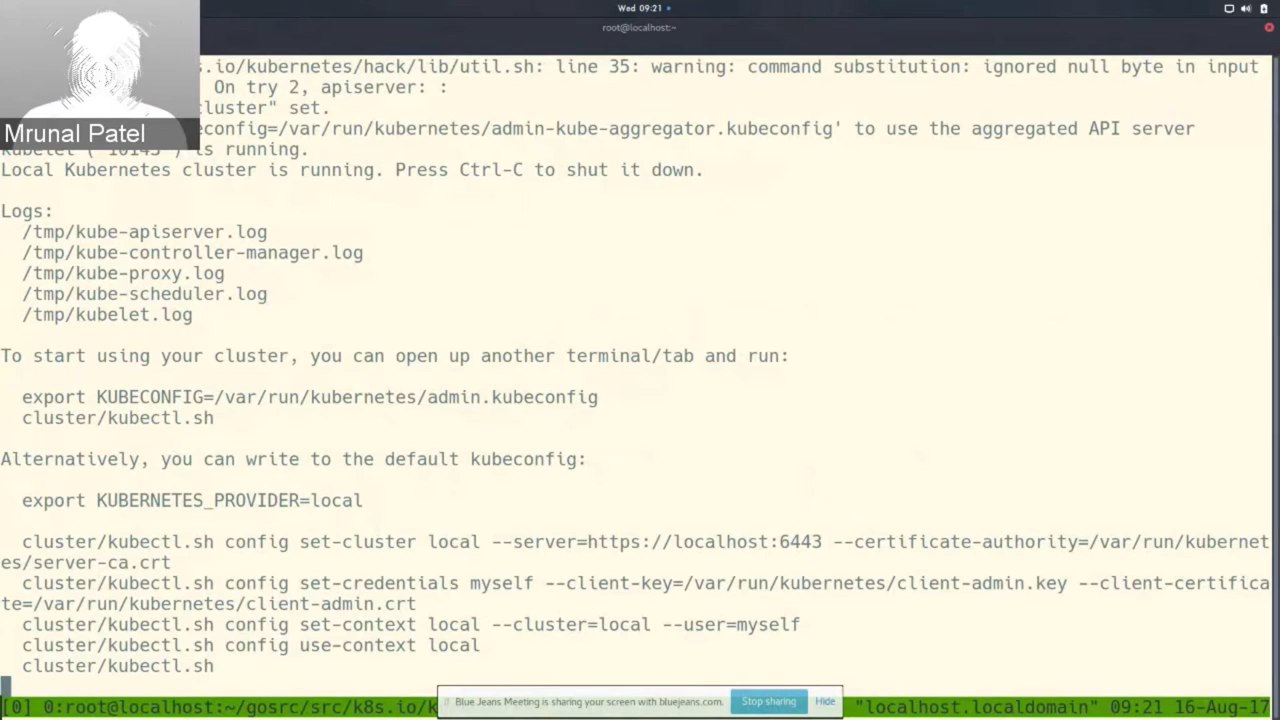 Wed 09:21
root@localhost:~
s.io/kubernetes/hack/lib/util.sh: line 35: warning: command substitution: ignored null byte in input
On try 2, apiserver: :
cluster" set.
Mrunal Patel
econfig=/var/run/kubernetes/admin-kube-aggregator.kubeconfig' to use the aggregated API server
is running.
Local Kubernetes cluster is running. Press Ctrl-C to shut it down.
Logs:
/tmp/kube-apiserver.log
/tmp/kube-controller-manager.log
/tmp/kube-proxy.log
/tmp/kube-scheduler.log
/tmp/kubelet.log
To start using your cluster, you can open up another terminal/tab and run:
export KUBECONFIG=/var/run/kubernetes/admin.kubeconfig
cluster/kubectl.sh
Alternatively, you can write to the default kubeconfig:
export KUBERNETES_PROVIDER=local
cluster/kubectl.sh config set-cluster local --server=https://localhost:6443 --certificate-authority=/var/run/kubernet
es/server-ca.crt
cluster/kubectl.sh config set-credentials myself --client-key=/var/run/kubernetes/client-admin.key --client-certifica
te=/var/run/kubernetes/client-admin.crt
cluster/kubectl.sh config set-context local --cluster=local --user=myself
cluster/kubectl.sh config use-context local
cluster/kubectl.sh
[0] 0:root@localhost:~/gosrc/src/k8s.io/k
Blue Jeans Meeting is sharing your screen with bluejeans.com.
Stop sharing
Hide
"localhost.localdomain" 09:21 16-Aug-17